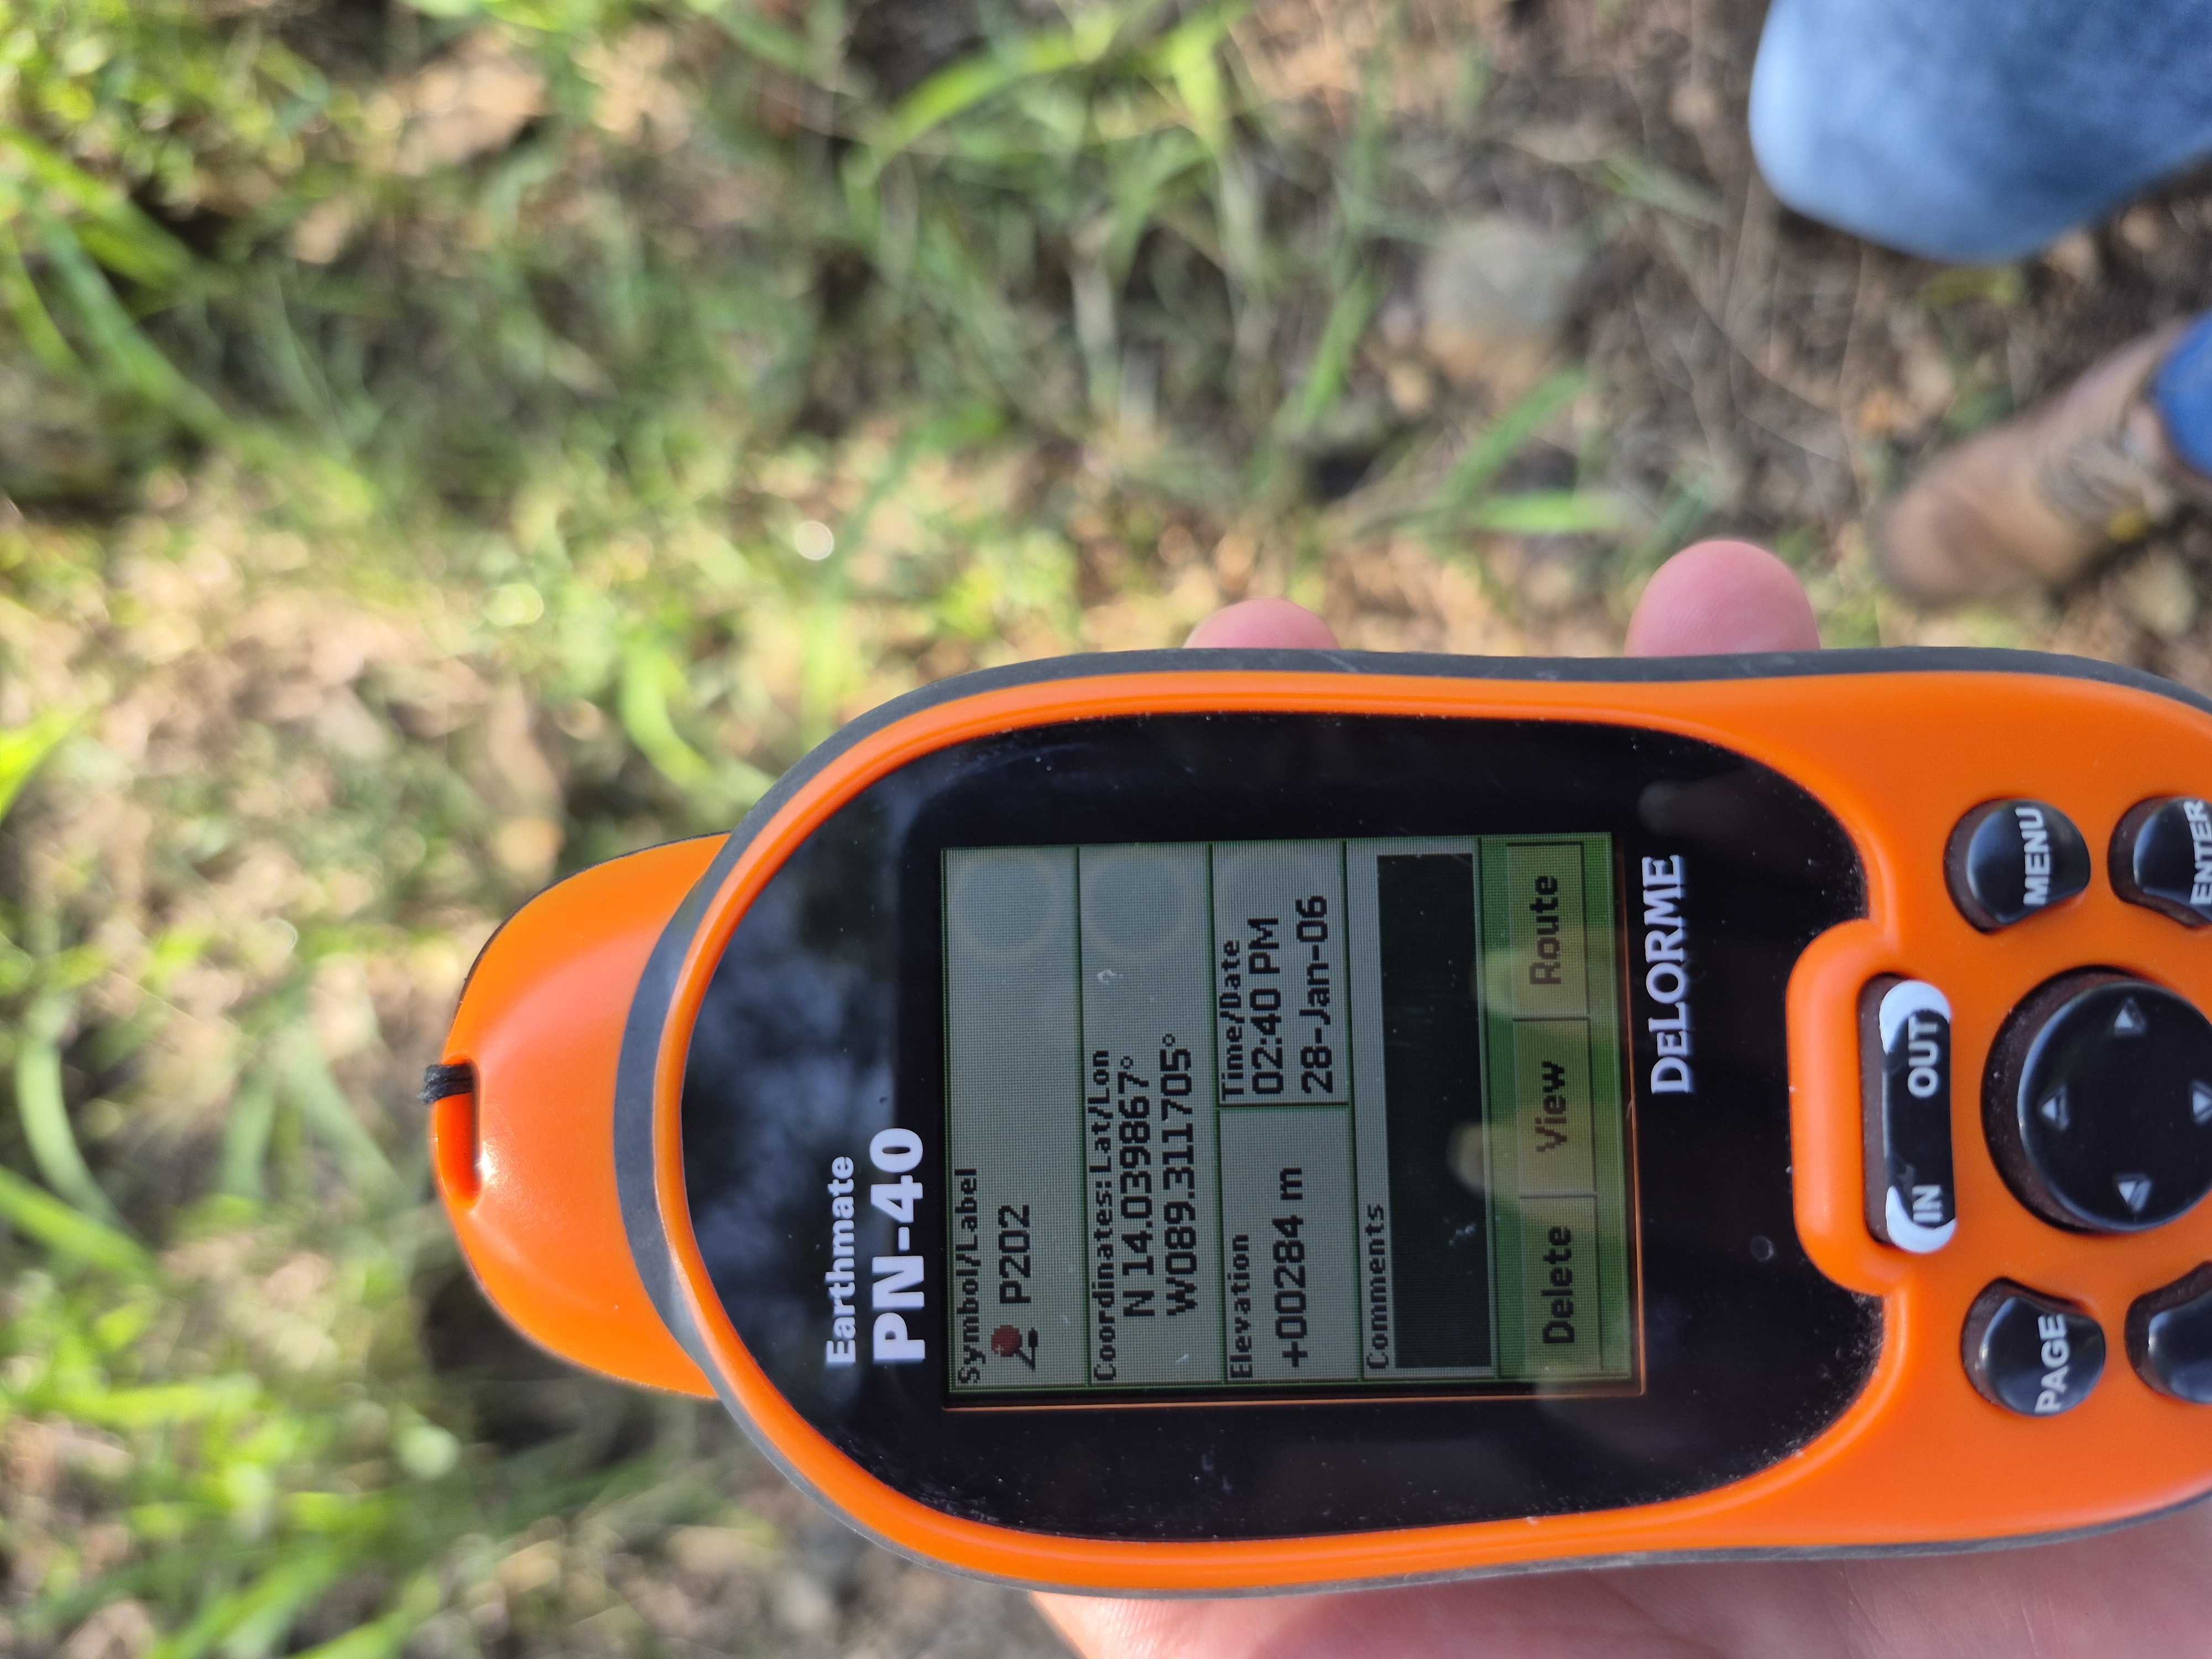 Earthmate
PN-40
Symbol/Label
P202
Coordinates: Lat/Lon
N 14.039867°
W089.311705°
Elevation
+00284 m
Time/Date
02:40 PM
28-Jan-06
Comments
Delete View Route
DELORME
IN OUT
PAGE MENU
ENTER